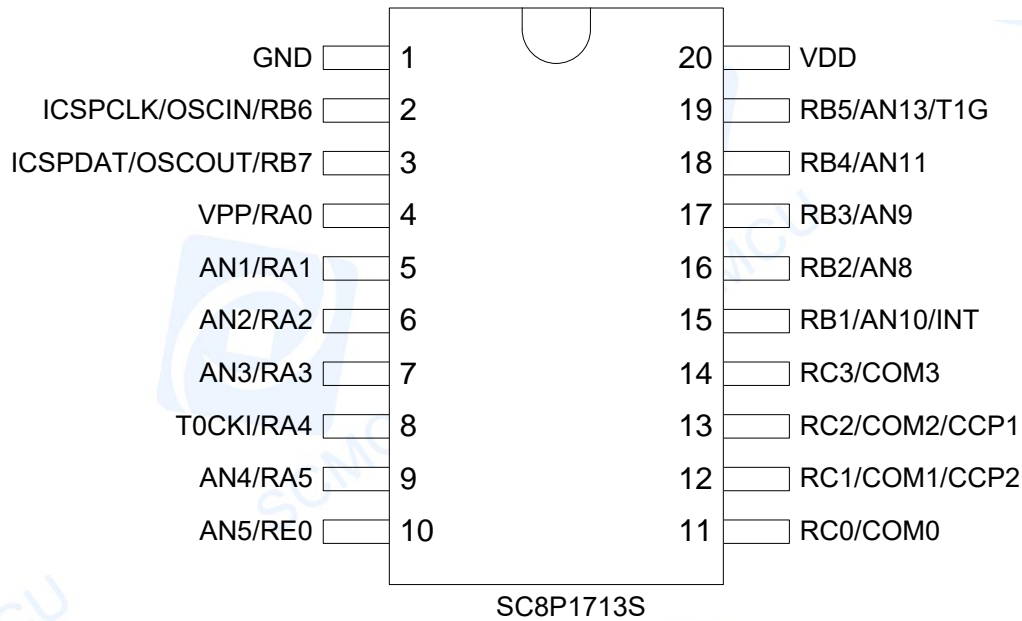 GND 1 20 VDD
ICSPCLK/OSCIN/RB6 2 19 RB5/AN13/T1G
ICSPDAT/OSCOUT/RB7 3 18 RB4/AN11
VPP/RA0 4 17 RB3/AN9
AN1/RA1 5 16 RB2/AN8
AN2/RA2 6 15 RB1/AN10/INT
AN3/RA3 7 14 RC3/COM3
T0CKI/RA4 8 13 RC2/COM2/CCP1
AN4/RA5 9 12 RC1/COM1/CCP2
AN5/RE0 10 11 RC0/COM0
SC8P1713S